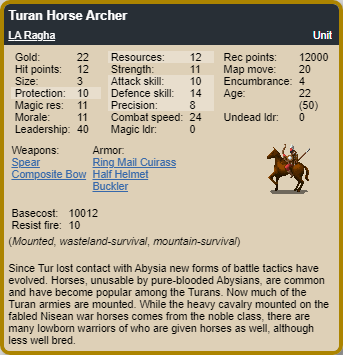 Turan Horse Archer
LA Ragha Unit
Gold: 22 Resources: 12 Rec points: 12000
Hit points: 12 Strength: 11 Map move: 20
Size: 3 Attack skill: 10 Encumbrance: 4
Protection: 10 Defence skill: 14 Age: 22
Magic res: 11 Precision: 8 (50)
Morale: 11 Combat speed: 24 Undead ldr: 0
Leadership: 40 Magic ldr: 0
Weapons: Armor:
Spear Ring Mail Cuirass
Composite Bow Half Helmet
Buckler
Basecost: 10012
Resist fire: 10
(Mounted, wasteland-survival, mountain-survival)
Since Tur lost contact with Abysia new forms of battle tactics have
evolved. Horses, unusable by pure-blooded Abysians, are common
and have become popular among the Turans. Now much of the
Turan armies are mounted. While the heavy cavalry mounted on the
fabled Nisean war horses comes from the noble class, there are
many lowborn warriors of who are given horses as well, although
less well bred.